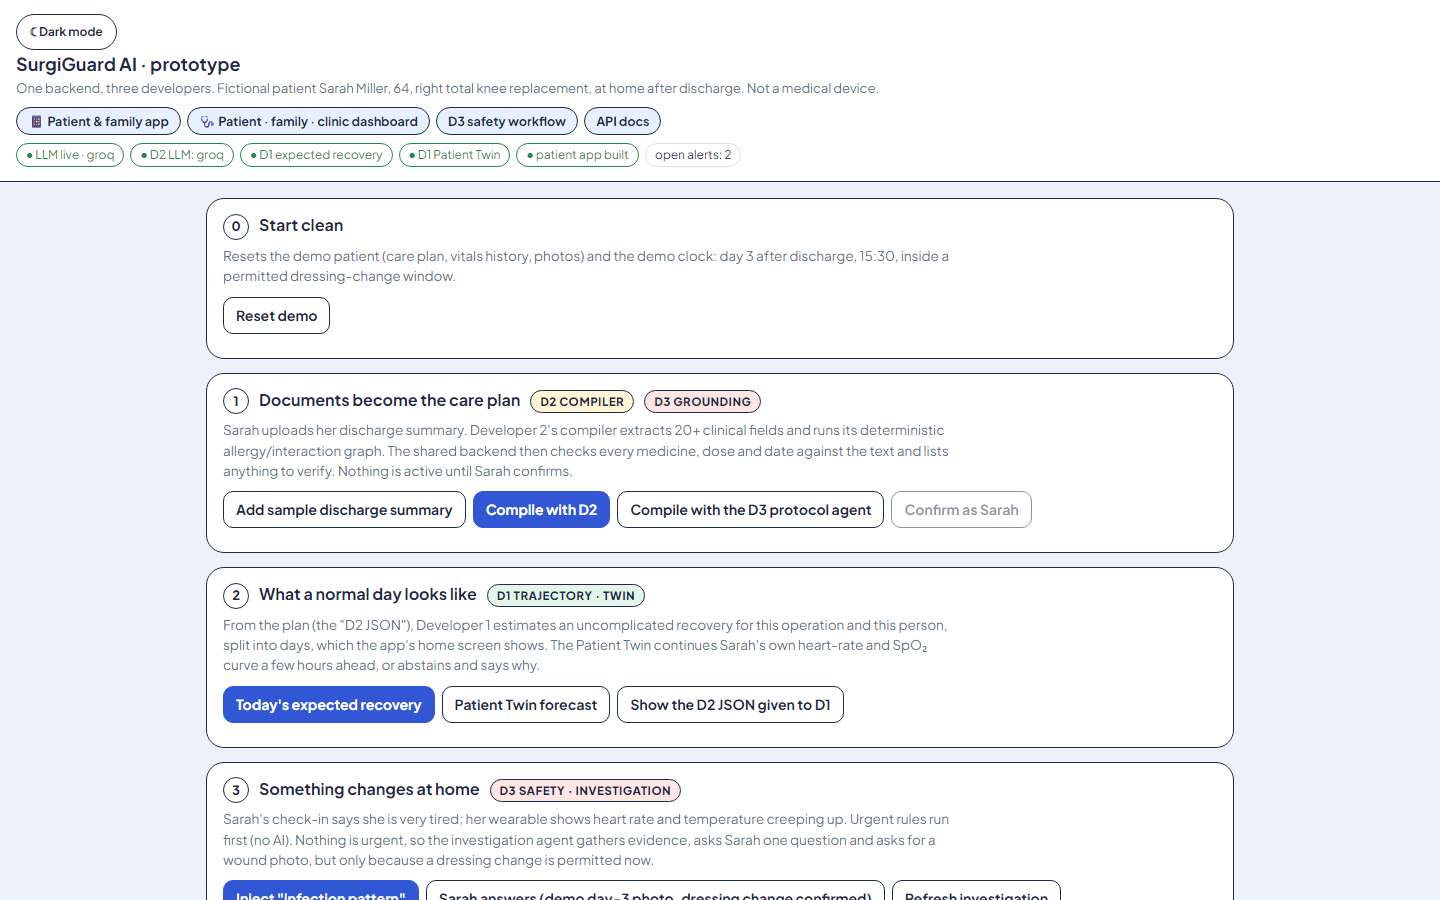 ☾ Dark mode
SurgiGuard AI · prototype
One backend, three developers. Fictional patient Sarah Miller, 64, right total knee replacement, at home after discharge. Not a medical device.
Patient & family app
Patient · family · clinic dashboard
D3 safety workflow
API docs
● LLM live · groq
● D2 LLM: groq
● D1 expected recovery
● D1 Patient Twin
● patient app built
open alerts: 2
0 Start clean
Resets the demo patient (care plan, vitals history, photos) and the demo clock: day 3 after discharge, 15:30, inside a
permitted dressing-change window.
Reset demo
1 Documents become the care plan D2 COMPILER D3 GROUNDING
Sarah uploads her discharge summary. Developer 2's compiler extracts 20+ clinical fields and runs its deterministic
allergy/interaction graph. The shared backend then checks every medicine, dose and date against the text and lists
anything to verify. Nothing is active until Sarah confirms.
Add sample discharge summary
Compile with D2
Compile with the D3 protocol agent
Confirm as Sarah
2 What a normal day looks like D1 TRAJECTORY · TWIN
From the plan (the "D2 JSON"), Developer 1 estimates an uncomplicated recovery for this operation and this person,
split into days, which the app's home screen shows. The Patient Twin continues Sarah's own heart-rate and SpO₂
curve a few hours ahead, or abstains and says why.
Today's expected recovery
Patient Twin forecast
Show the D2 JSON given to D1
3 Something changes at home D3 SAFETY · INVESTIGATION
Sarah's check-in says she is very tired; her wearable shows heart rate and temperature creeping up. Urgent rules run
first (no AI). Nothing is urgent, so the investigation agent gathers evidence, asks Sarah one question and asks for a
wound photo, but only because a dressing change is permitted now.
Inject "infection pattern"
Sarah answers (demo day-3 photo, dressing change confirmed)
Refresh investigation